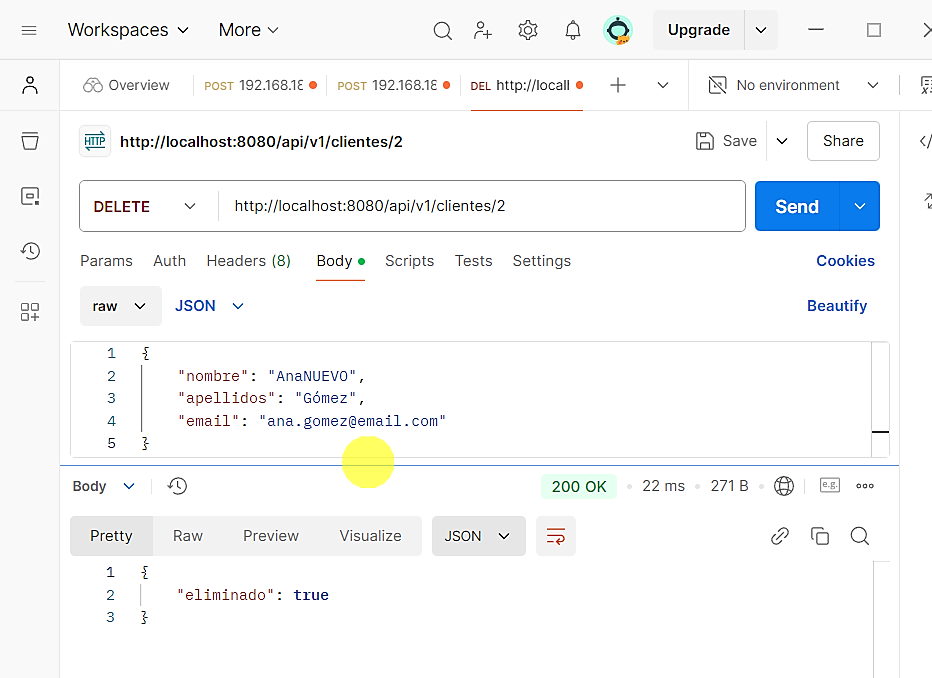 Workspaces More Upgrade
Overview POST 192.168.18 POST 192.168.18 DEL http://locall No environment
HTTP http://localhost:8080/api/v1/clientes/2 Save Share
DELETE http://localhost:8080/api/v1/clientes/2 Send
Params Auth Headers (8) Body Scripts Tests Settings Cookies
raw JSON Beautify
1 {
2 "nombre": "AnaNUEVO",
3 "apellidos": "Gómez",
4 "email": "ana.gomez@email.com"
5 }
Body 200 OK 22 ms 271 B e.g.
Pretty Raw Preview Visualize JSON
1 {
2 "eliminado": true
3 }